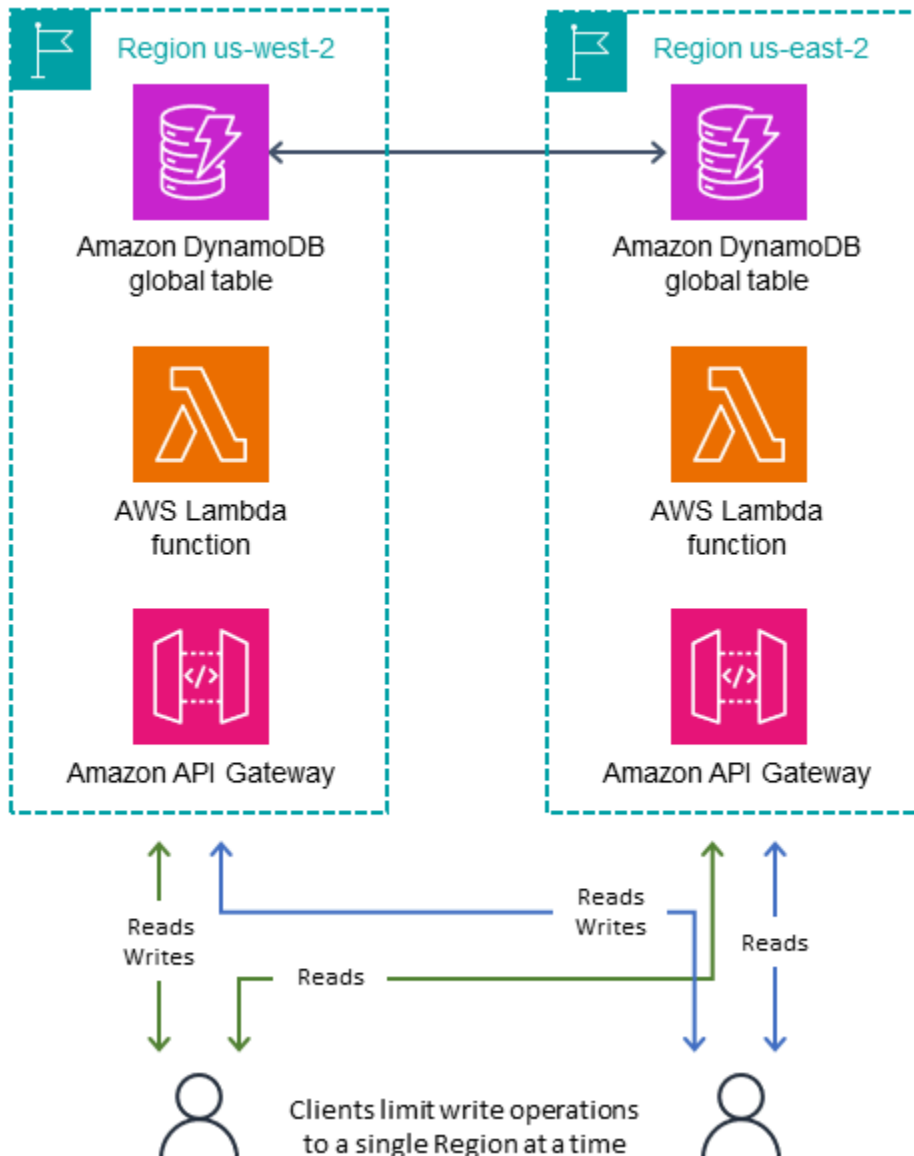 Region us-west-2
Region us-east-2
Amazon DynamoDB
global table
Amazon DynamoDB
global table
AWS Lambda
function
AWS Lambda
function
</>
</>
Amazon API Gateway
Amazon API Gateway
Reads
Writes
Reads
Writes
Reads
Reads
Clients limit write operations
to a single Region at a time